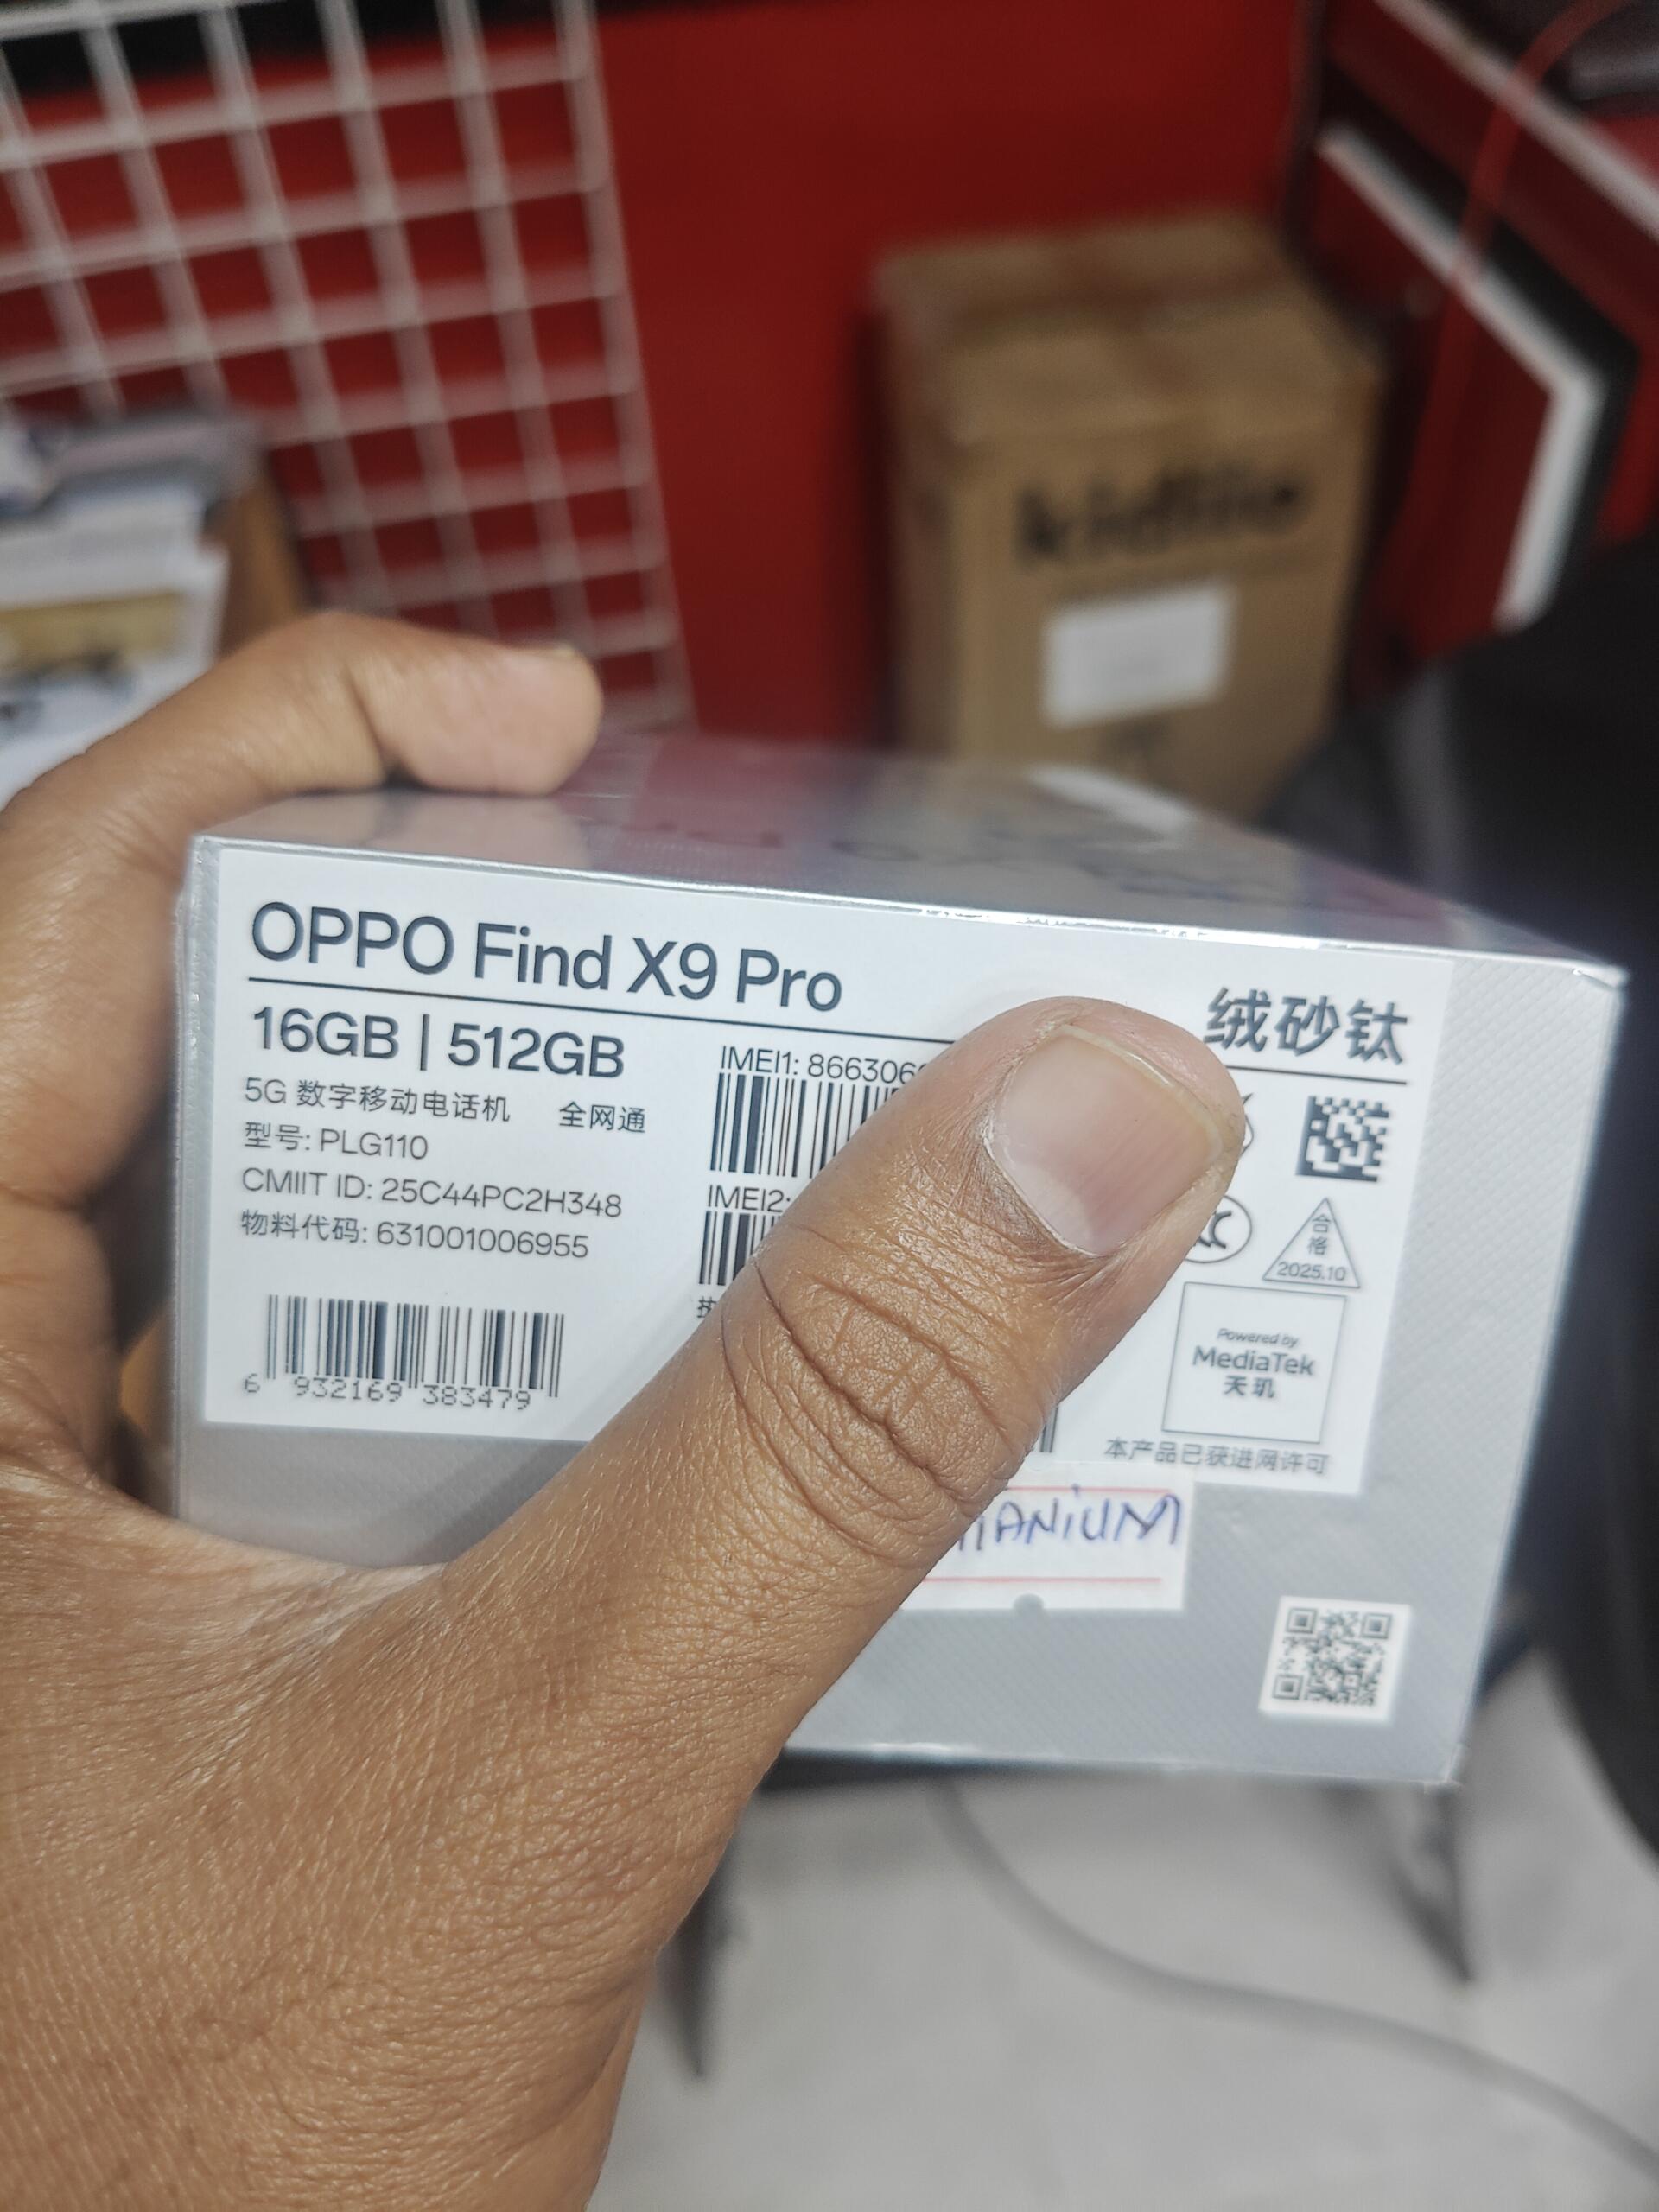 kidlilo
OPPO Find X9 Pro
绒砂钛
16GB | 512GB
5G 数字移动电话机 全网通
型号: PLG110
CMIIT ID: 25C44PC2H348
物料代码: 631001006955
6 932169 383479
IMEI1: 866306
IMEI2:
合格
2025.10
Powered by
MediaTek
天玑
本产品已获进网许可
TANiUM